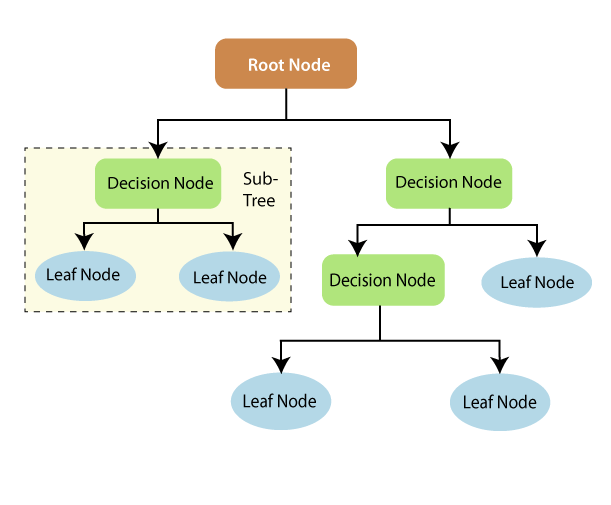 Root Node
Decision Node
Sub-
Tree
Decision Node
Leaf Node
Leaf Node
Decision Node
Leaf Node
Leaf Node
Leaf Node